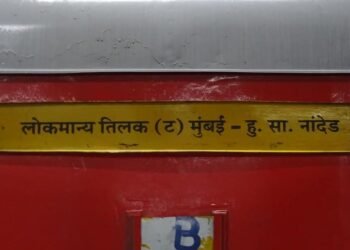 लोकमान्य तिलक (ट) मुंबई – हु. सा. नांदेड
B